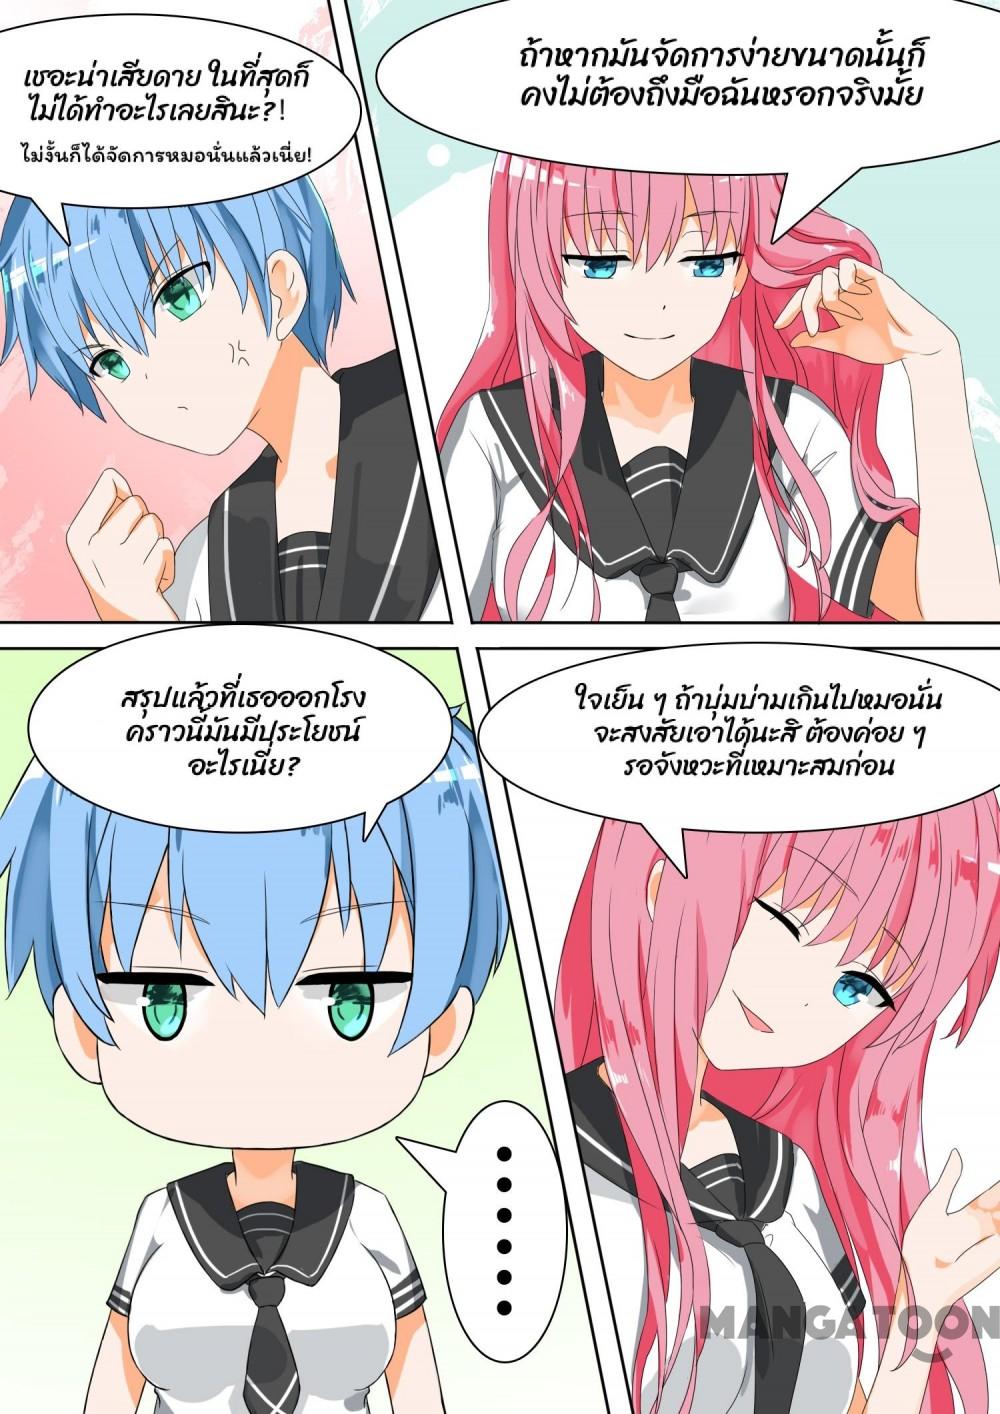 เชอะน่าเสียดาย ในที่สุดก็
ไม่ได้ทำอะไรเลยสินะ?!
ไม่งั้นก็ได้จัดการหมอนั่นแล้วเนี่ย!
ถ้าหากมันจัดการง่ายขนาดนั้นก็
คงไม่ต้องถึงมือฉันหรอกจริงมั้ย
สรุปแล้วที่เธอออกโรง
คราวนี้มันมีประโยชน์
อะไรเนี่ย?
ใจเย็น ๆ ถ้าบุ่มบ่ามเกินไปหมอนั่น
จะสงสัยเอาได้นะสิ ต้องค่อย ๆ
รอจังหวะที่เหมาะสมก่อน
••••••
MANGATOON